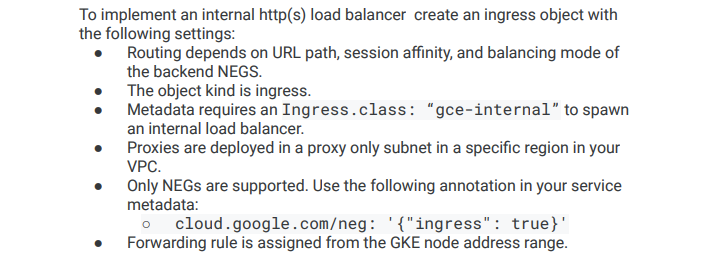 To implement an internal http(s) load balancer create an ingress object with
the following settings:
● Routing depends on URL path, session affinity, and balancing mode of
the backend NEGS.
● The object kind is ingress.
● Metadata requires an Ingress.class: “gce-internal” to spawn
an internal load balancer.
● Proxies are deployed in a proxy only subnet in a specific region in your
VPC.
● Only NEGs are supported. Use the following annotation in your service
metadata:
○ cloud.google.com/neg: '{"ingress": true}'
● Forwarding rule is assigned from the GKE node address range.